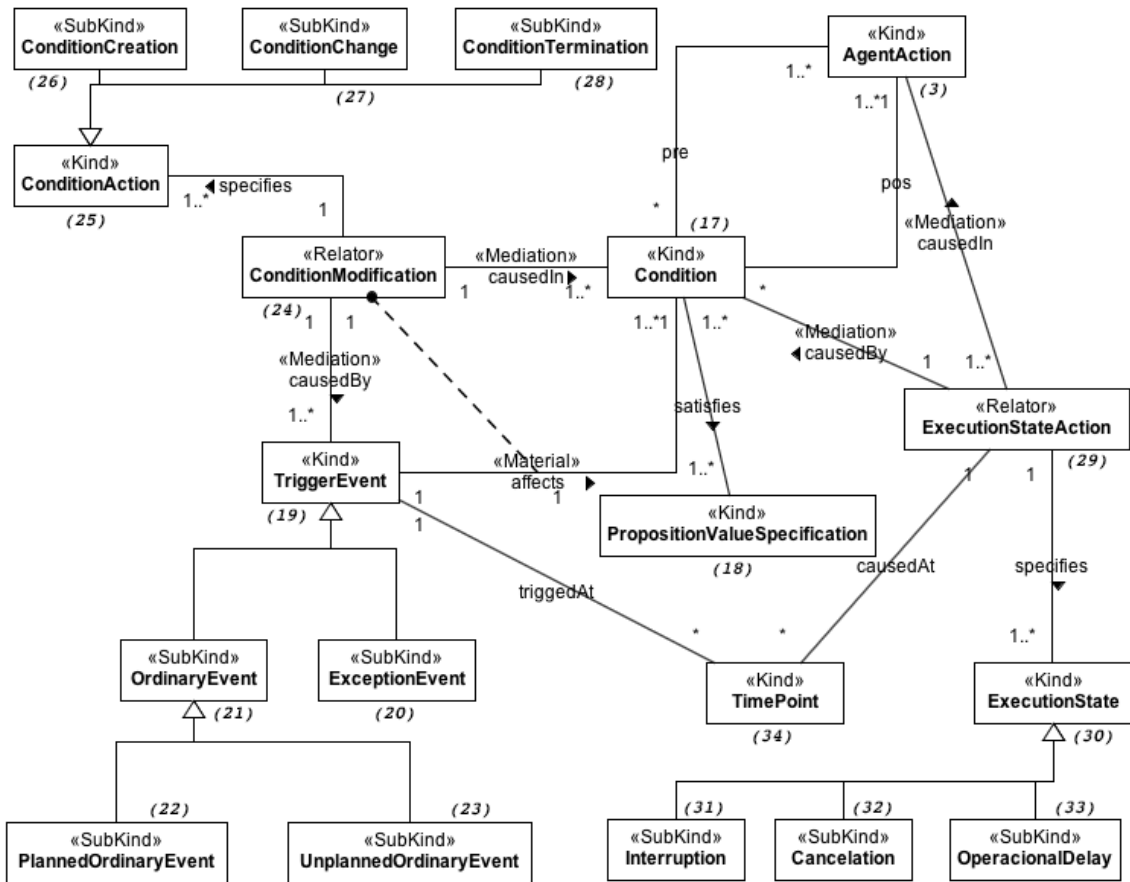 «SubKind»
ConditionCreation
(26)
«SubKind»
ConditionChange
(27)
«SubKind»
ConditionTermination
(28)
«Kind»
AgentAction
(3)
1..*
1..*1
pre
pos
«Kind»
ConditionAction
(25)
specifies
1..*
1
*
(17)
«Mediation»
causedIn
«Relator»
ConditionModification
(24)
«Mediation»
causedIn
1
1..*
«Kind»
Condition
*
1
1
1..*1
1..*
«Mediation»
causedBy
1
1..*
«Mediation»
causedBy
1..*
satisfies
«Relator»
ExecutionStateAction
(29)
«Kind»
TriggerEvent
(19)
«Material»
affects
1
1
1
1..*
1
1
«Kind»
PropositionValueSpecification
(18)
triggedAt
causedAt
specifies
*
*
1..*
«SubKind»
OrdinaryEvent
(21)
«SubKind»
ExceptionEvent
(20)
«Kind»
TimePoint
(34)
«Kind»
ExecutionState
(30)
(22)
«SubKind»
PlannedOrdinaryEvent
(23)
«SubKind»
UnplannedOrdinaryEvent
(31)
«SubKind»
Interruption
(32)
«SubKind»
Cancelation
(33)
«SubKind»
OperacionalDelay